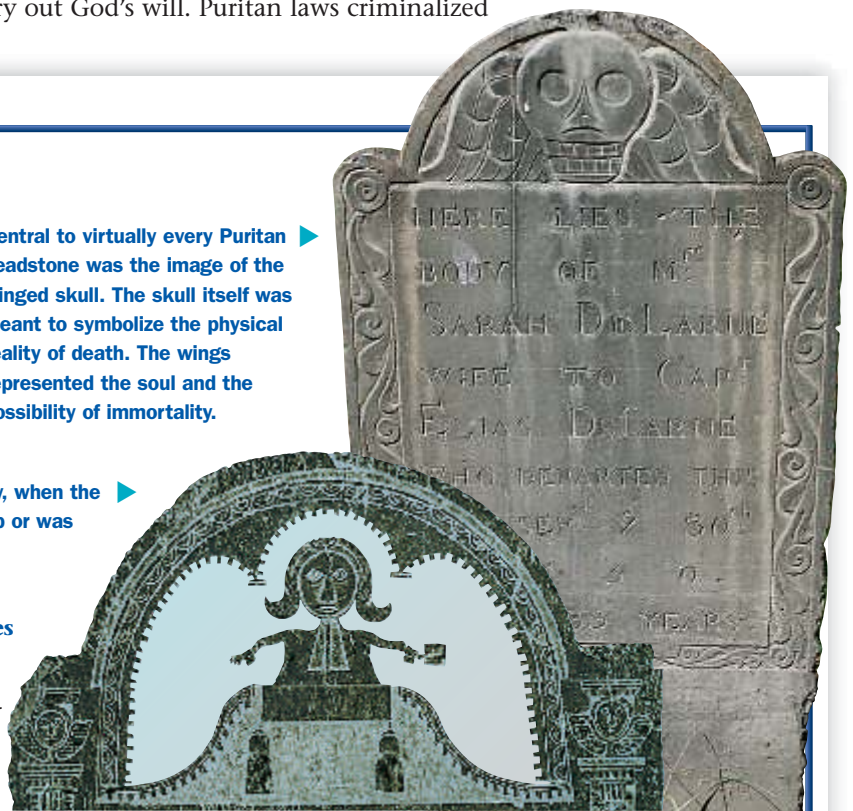 ry out God's will. Puritan laws criminalized
entral to virtually every Puritan
eadstone was the image of the
inged skull. The skull itself was
eant to symbolize the physical
eality of death. The wings
epresented the soul and the
ossibility of immortality.
y, when the
o or was
es
HERE LIES THE
BODY OF Mrs
SARAH DELARUE
WIFE TO CAPT
ELIAS DELARUE
WHO DEPARTED THIS
30
YEARS